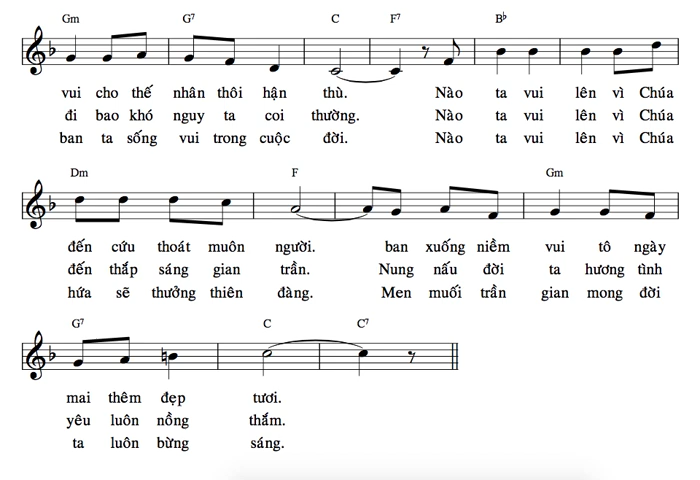 Gm G7 C F7 B♭
vui cho thế nhân thôi hận thù. Nào ta vui lên vì Chúa
đi bao khó nguy ta coi thường. Nào ta vui lên vì Chúa
ban ta sống vui trong cuộc đời. Nào ta vui lên vì Chúa
Dm F Gm
đến cứu thoát muôn người. ban xuống niềm vui tô ngày
đến thắp sáng gian trần. Nung nấu đời ta hương tình
hứa sẽ thưởng thiên đàng. Men muối trần gian mong đời
G7 C C7
mai thêm đẹp tươi.
yêu luôn nồng thắm.
ta luôn bừng sáng.